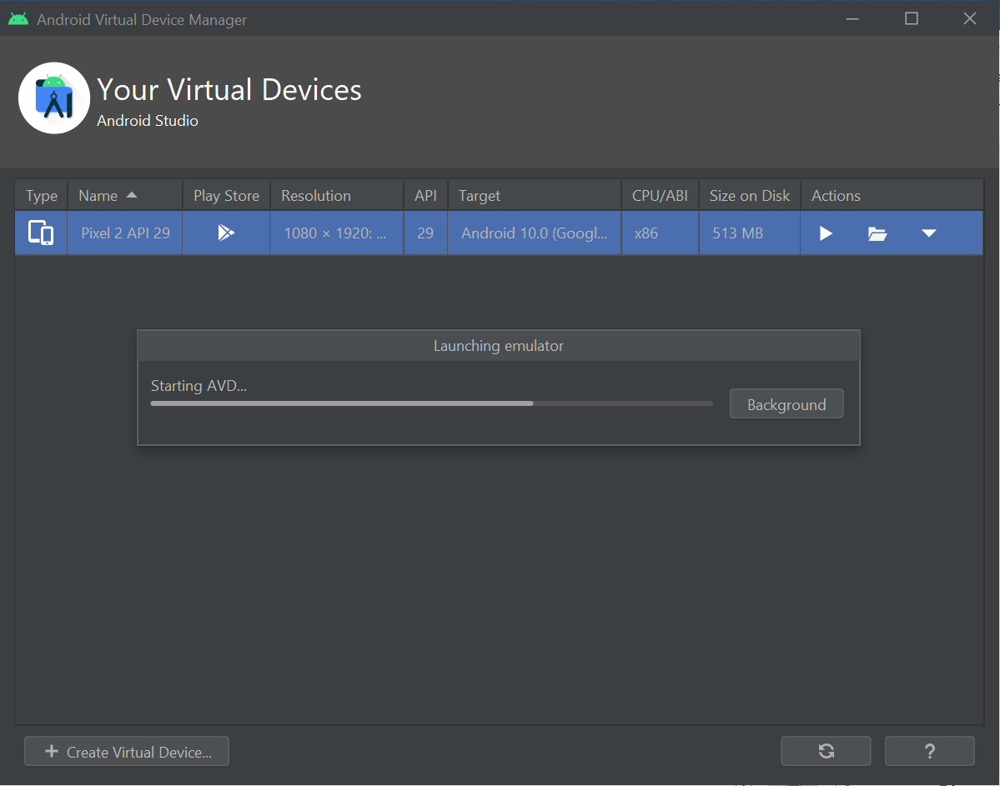 Android Virtual Device Manager
Your Virtual Devices
Android Studio
Type Name Play Store Resolution API Target CPU/ABI Size on Disk Actions
Pixel 2 API 29 1080 × 1920: ... 29 Android 10.0 (Googl... x86 513 MB
Launching emulator
Starting AVD...
Background
+ Create Virtual Device... ?